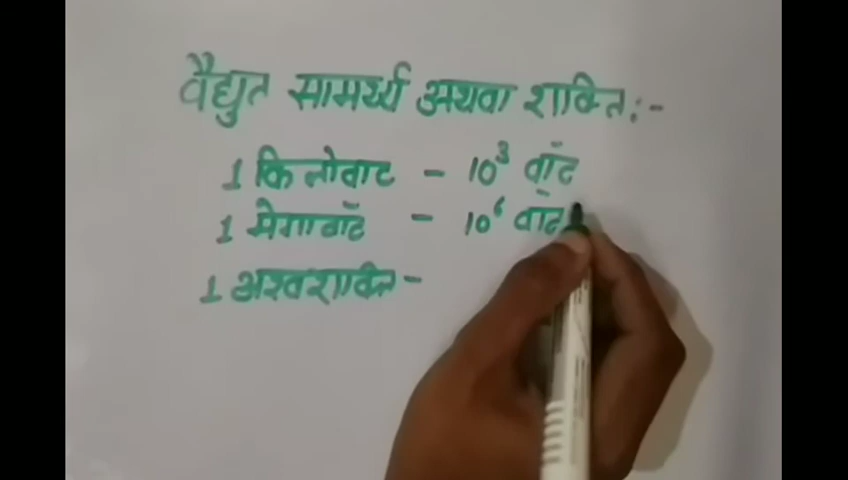 वैद्युत सामर्थ्य अथवा शक्ति:-
1 किलोवाट - 10³ वॉट
1 मेगावॉट - 10⁶ वॉट
1 अश्वशक्ति -